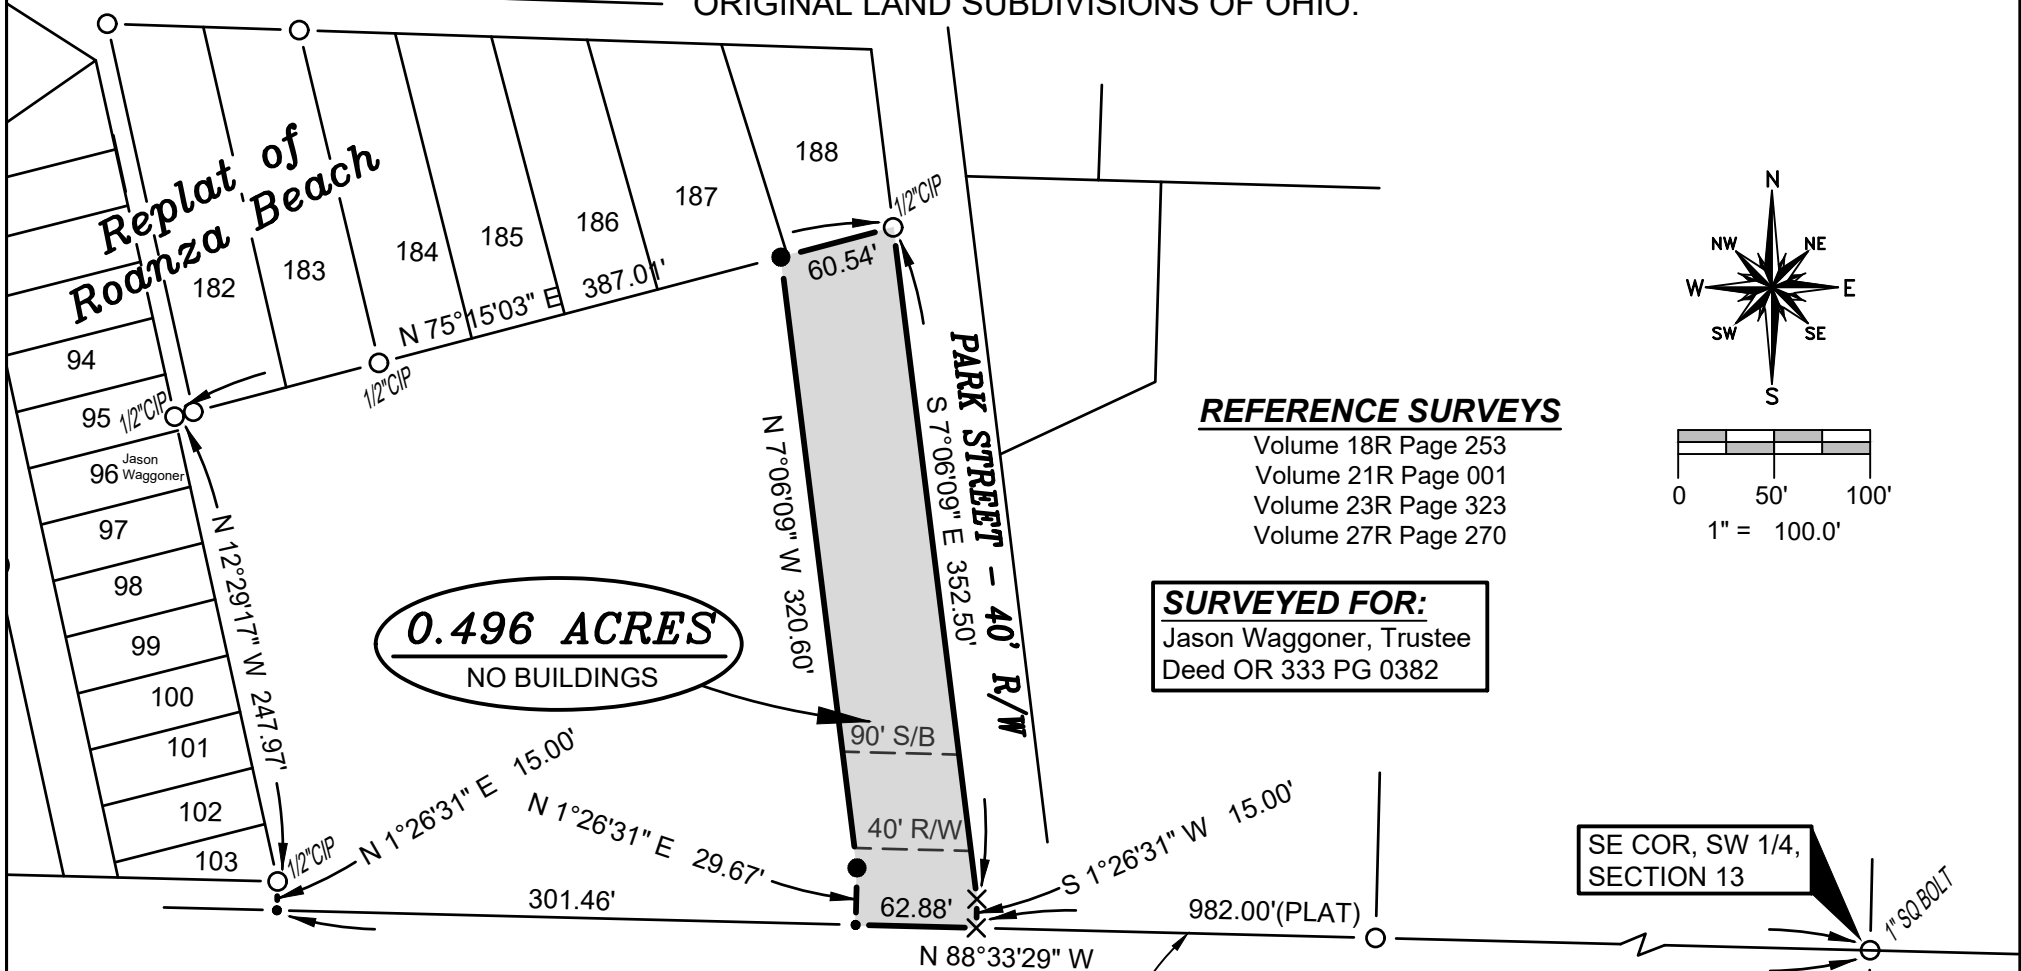 ORIGINAL LAND SUBDIVISIONS OF OHIO.
Replat of
Roanza Beach
182
183
184
185
186
187
188
1/2"CIP
60.54'
N 75°15'03" E 387.01'
1/2"CIP
1/2"CIP
94
95
96
Jason
Waggoner
97
98
99
100
101
102
103
N 12°29'17" W 247.97'
1/2"CIP
N 7°06'09" W 320.60'
S 7°06'09" E 352.50'
PARK STREET - 40' R/W
0.496 ACRES
NO BUILDINGS
90' S/B
40' R/W
N 1°26'31" E 15.00'
N 1°26'31" E 29.67'
S 1°26'31" W 15.00'
301.46'
62.88'
982.00'(PLAT)
N 88°33'29" W
REFERENCE SURVEYS
Volume 18R Page 253
Volume 21R Page 001
Volume 23R Page 323
Volume 27R Page 270
SURVEYED FOR:
Jason Waggoner, Trustee
Deed OR 333 PG 0382
N
NW NE
W E
SW SE
S
0 50' 100'
1" = 100.0'
SE COR, SW 1/4,
SECTION 13
1" SQ BOLT